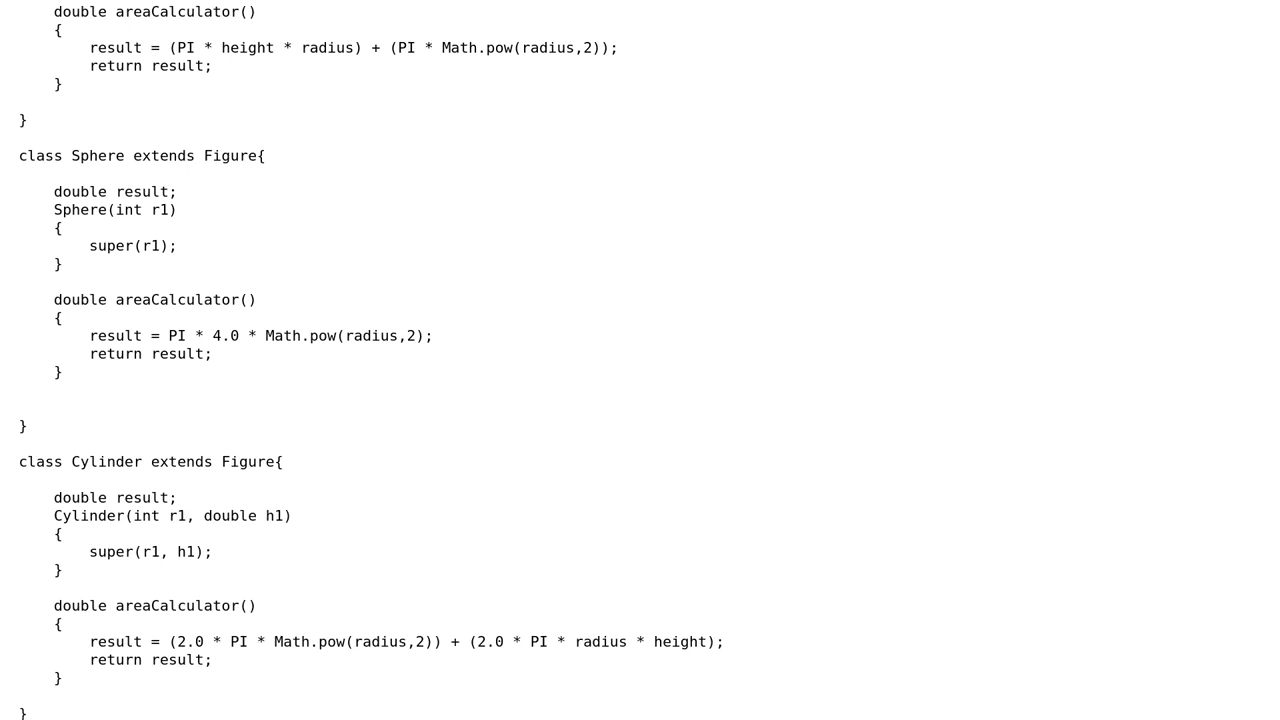 double areaCalculator()
{
result = (PI * height * radius) + (PI * Math.pow(radius,2));
return result;
}
}
class Sphere extends Figure{
double result;
Sphere(int r1)
{
super(r1);
}
double areaCalculator()
{
result = PI * 4.0 * Math.pow(radius,2);
return result;
}
}
class Cylinder extends Figure{
double result;
Cylinder(int r1, double h1)
{
super(r1, h1);
}
double areaCalculator()
{
result = (2.0 * PI * Math.pow(radius,2)) + (2.0 * PI * radius * height);
return result;
}
}